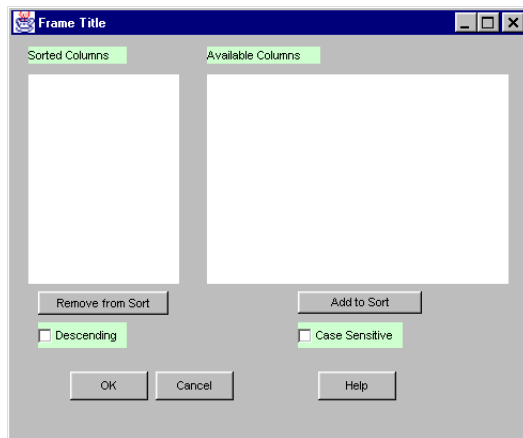 Frame Title
Sorted Columns
Available Columns
Remove from Sort
Add to Sort
Descending
Case Sensitive
OK
Cancel
Help